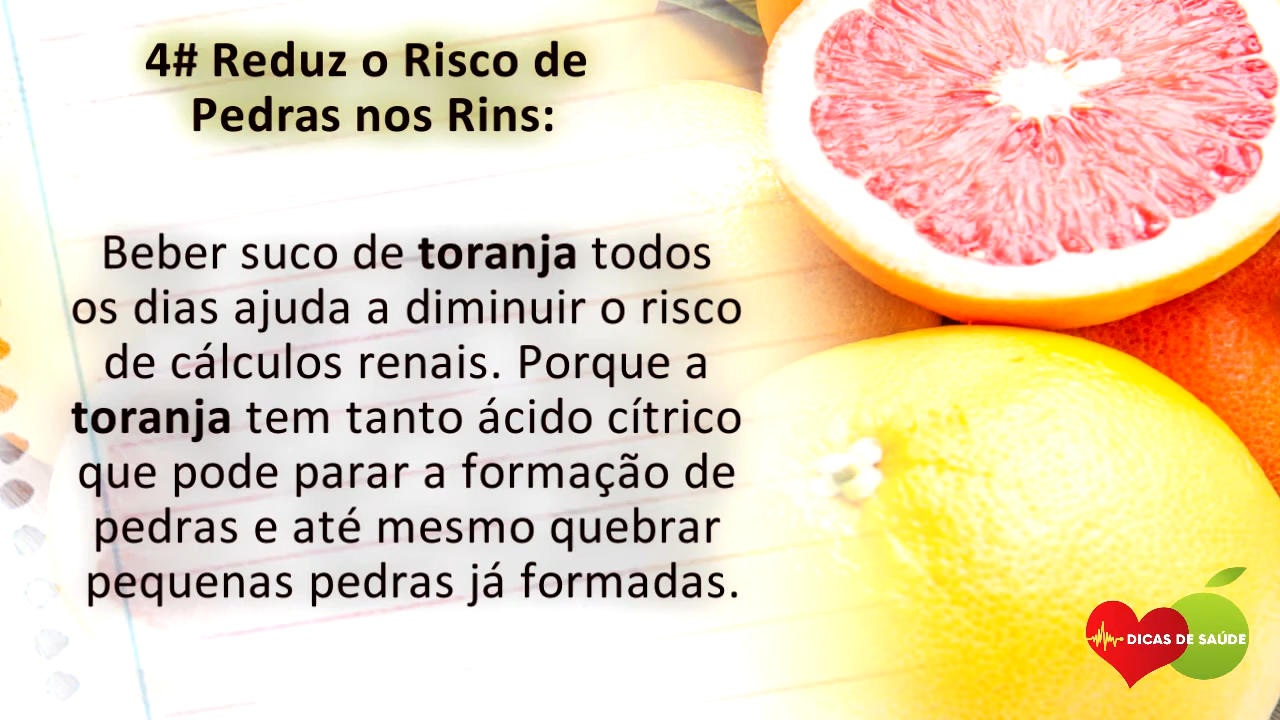 4# Reduz o Risco de
Pedras nos Rins:
Beber suco de toranja todos
os dias ajuda a diminuir o risco
de cálculos renais. Porque a
toranja tem tanto ácido cítrico
que pode parar a formação de
pedras e até mesmo quebrar
pequenas pedras já formadas.
DICAS DE SAÚDE